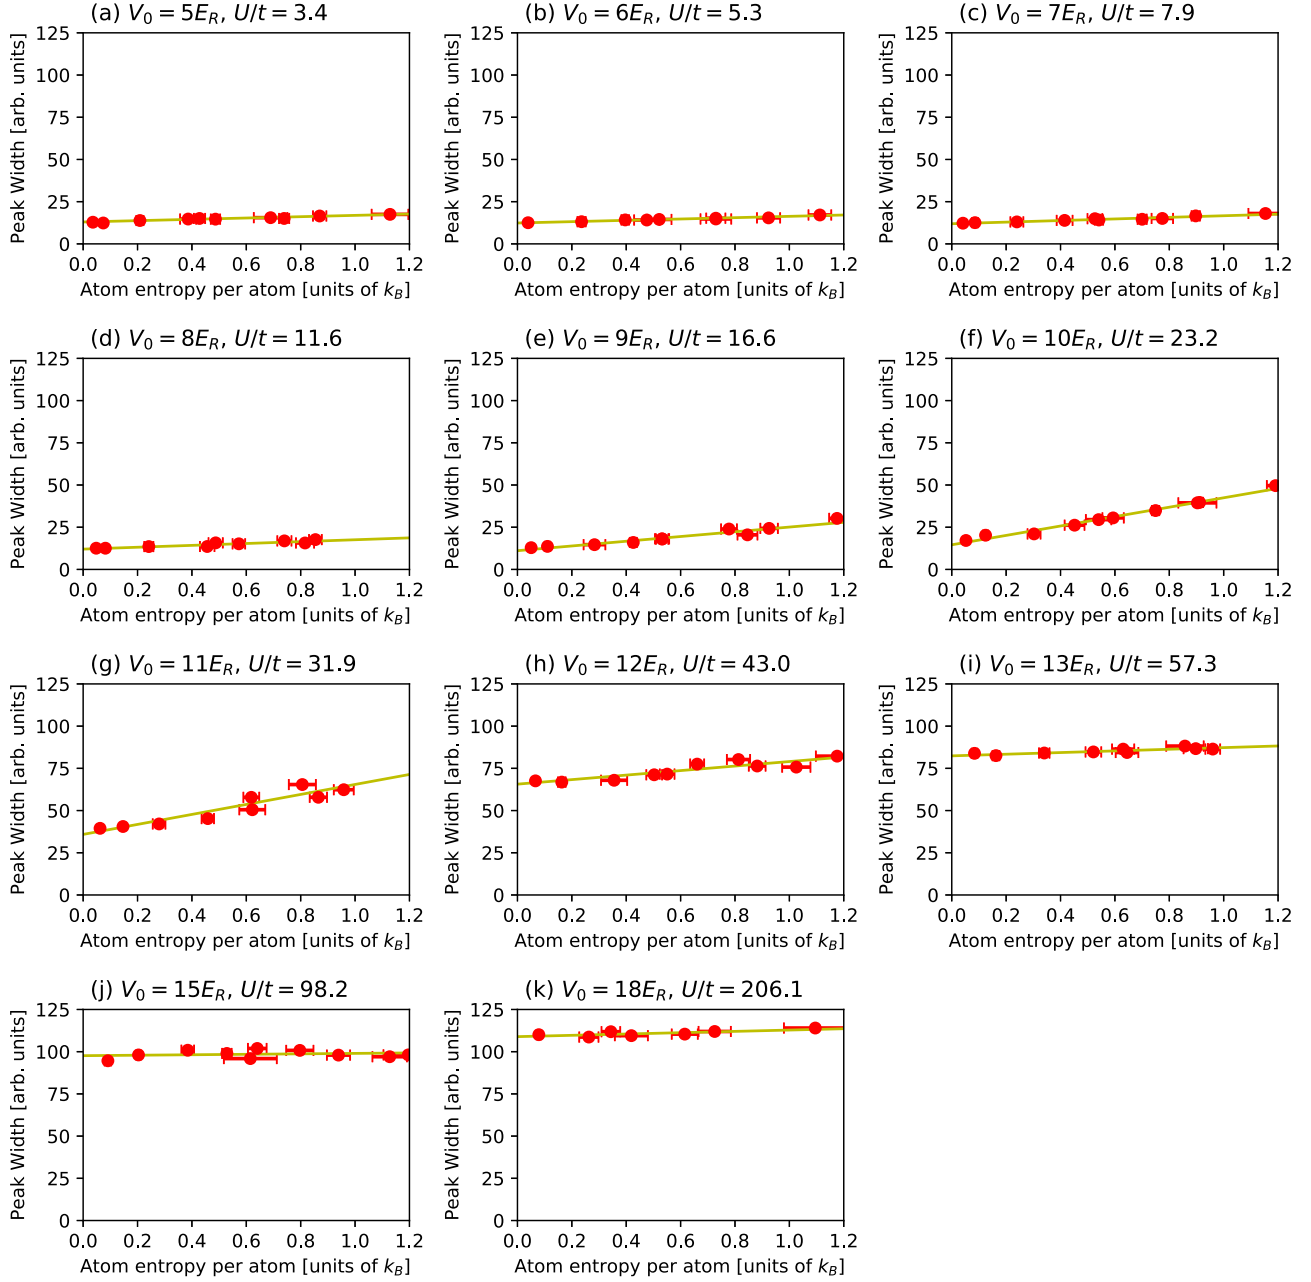 (a) V₀ = 5E_R, U/t = 3.4
125
100
75
50
25
0
Peak Width [arb. units]
0.0 0.2 0.4 0.6 0.8 1.0 1.2
Atom entropy per atom [units of k_B]
(b) V₀ = 6E_R, U/t = 5.3
125
100
75
50
25
0
Peak Width [arb. units]
0.0 0.2 0.4 0.6 0.8 1.0 1.2
Atom entropy per atom [units of k_B]
(c) V₀ = 7E_R, U/t = 7.9
125
100
75
50
25
0
Peak Width [arb. units]
0.0 0.2 0.4 0.6 0.8 1.0 1.2
Atom entropy per atom [units of k_B]
(d) V₀ = 8E_R, U/t = 11.6
125
100
75
50
25
0
Peak Width [arb. units]
0.0 0.2 0.4 0.6 0.8 1.0 1.2
Atom entropy per atom [units of k_B]
(e) V₀ = 9E_R, U/t = 16.6
125
100
75
50
25
0
Peak Width [arb. units]
0.0 0.2 0.4 0.6 0.8 1.0 1.2
Atom entropy per atom [units of k_B]
(f) V₀ = 10E_R, U/t = 23.2
125
100
75
50
25
0
Peak Width [arb. units]
0.0 0.2 0.4 0.6 0.8 1.0 1.2
Atom entropy per atom [units of k_B]
(g) V₀ = 11E_R, U/t = 31.9
125
100
75
50
25
0
Peak Width [arb. units]
0.0 0.2 0.4 0.6 0.8 1.0 1.2
Atom entropy per atom [units of k_B]
(h) V₀ = 12E_R, U/t = 43.0
125
100
75
50
25
0
Peak Width [arb. units]
0.0 0.2 0.4 0.6 0.8 1.0 1.2
Atom entropy per atom [units of k_B]
(i) V₀ = 13E_R, U/t = 57.3
125
100
75
50
25
0
Peak Width [arb. units]
0.0 0.2 0.4 0.6 0.8 1.0 1.2
Atom entropy per atom [units of k_B]
(j) V₀ = 15E_R, U/t = 98.2
125
100
75
50
25
0
Peak Width [arb. units]
0.0 0.2 0.4 0.6 0.8 1.0 1.2
Atom entropy per atom [units of k_B]
(k) V₀ = 18E_R, U/t = 206.1
125
100
75
50
25
0
Peak Width [arb. units]
0.0 0.2 0.4 0.6 0.8 1.0 1.2
Atom entropy per atom [units of k_B]